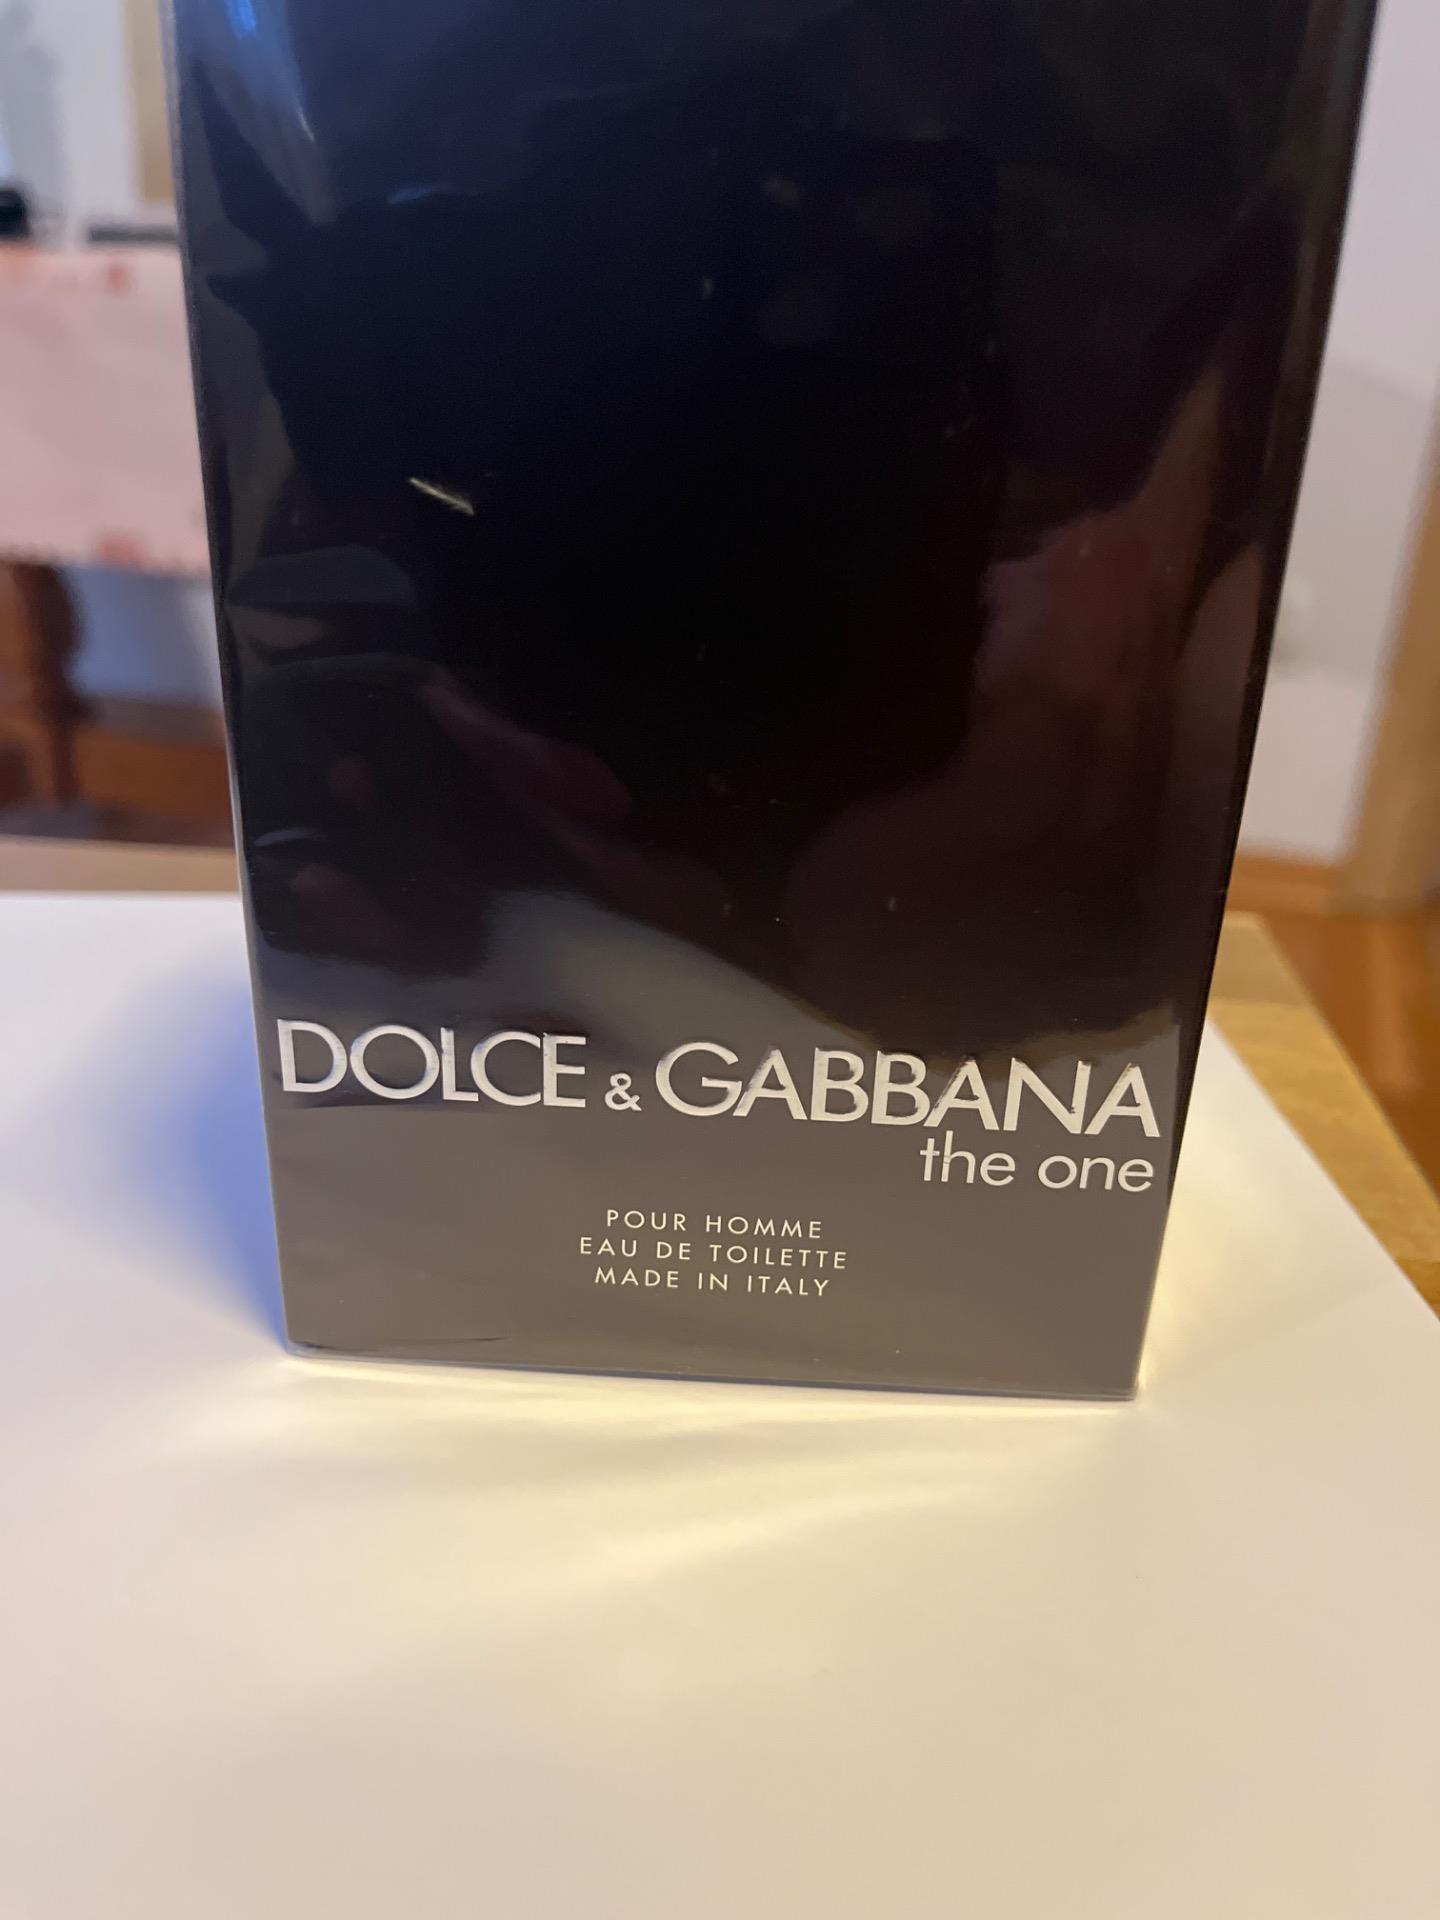 DOLCE & GABBANA
the one
POUR HOMME
EAU DE TOILETTE
MADE IN ITALY